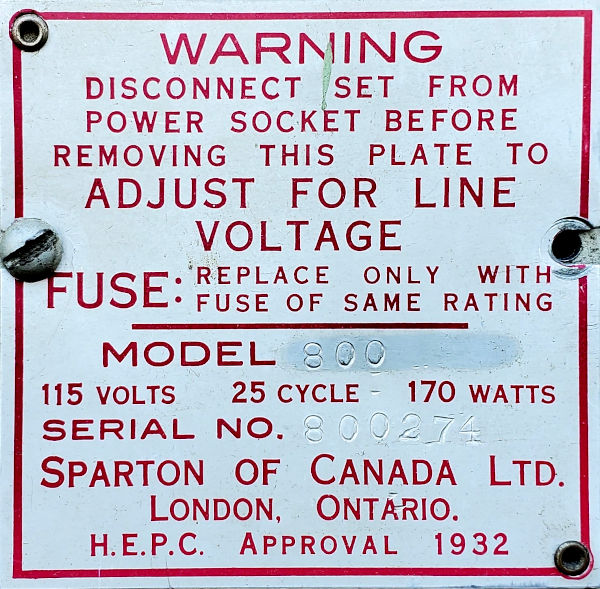 WARNING
DISCONNECT SET FROM
POWER SOCKET BEFORE
REMOVING THIS PLATE TO
ADJUST FOR LINE
VOLTAGE
FUSE: REPLACE ONLY WITH
FUSE OF SAME RATING
MODEL 800
115 VOLTS 25 CYCLE - 170 WATTS
SERIAL NO. 800274
SPARTON OF CANADA LTD.
LONDON, ONTARIO.
H.E.P.C. APPROVAL 1932